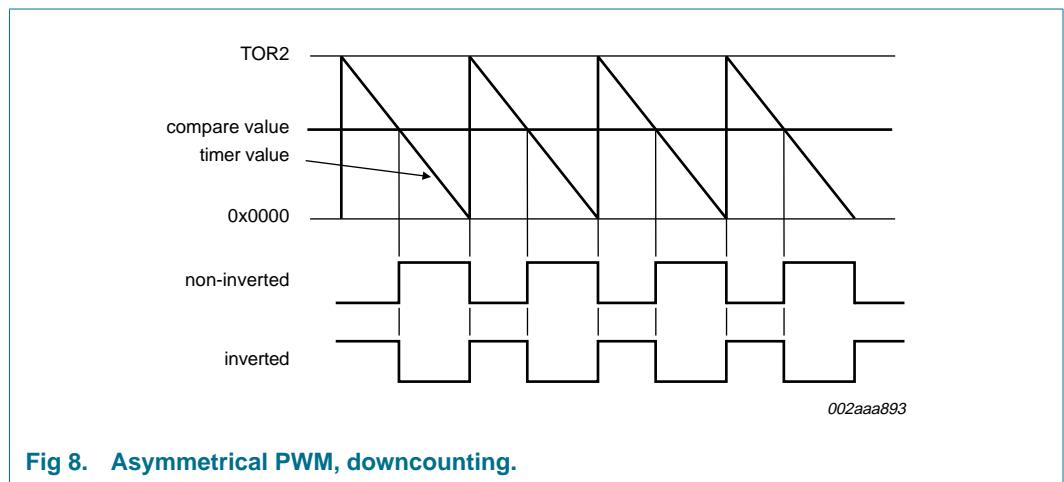 TOR2
compare value
timer value
0x0000
non-inverted
inverted
002aaa893
Fig 8. Asymmetrical PWM, downcounting.